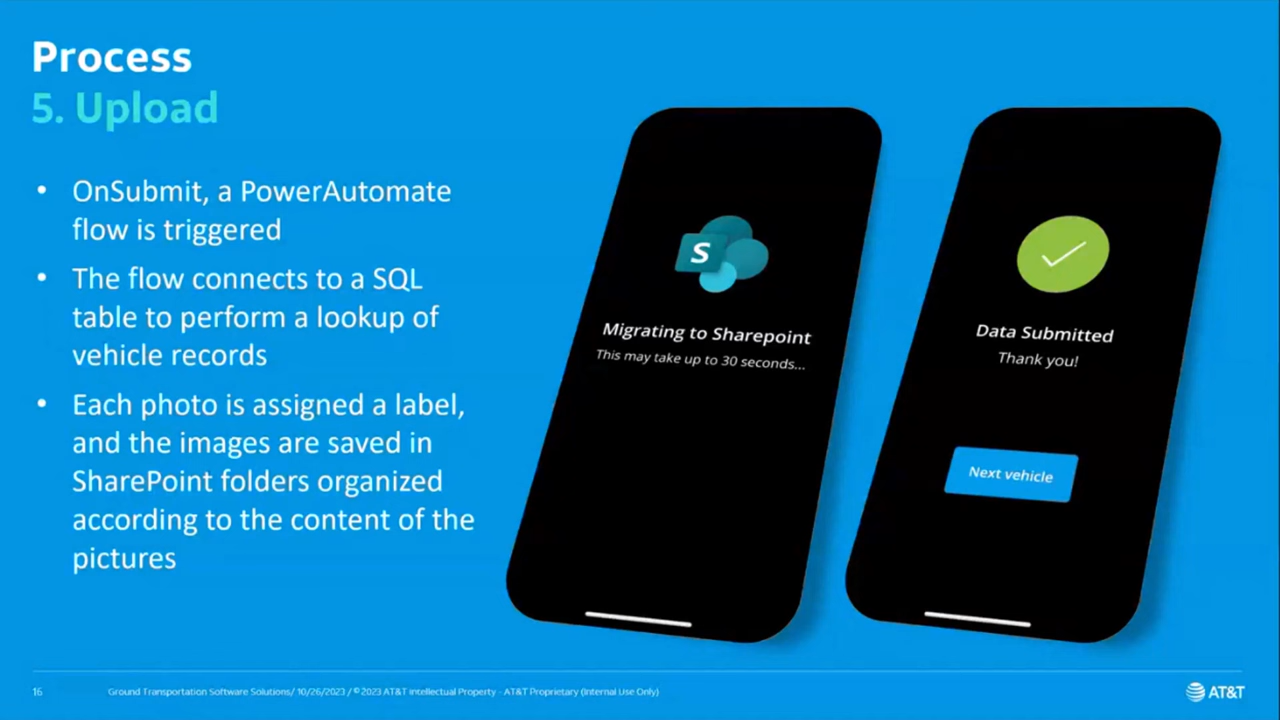 Process
5. Upload
• OnSubmit, a PowerAutomate
flow is triggered
• The flow connects to a SQL
table to perform a lookup of
vehicle records
• Each photo is assigned a label,
and the images are saved in
SharePoint folders organized
according to the content of the
pictures
S
Migrating to Sharepoint
This may take up to 30 seconds...
Data Submitted
Thank you!
Next vehicle
16
Ground Transportation Software Solutions/ 10/26/2023 / © 2023 AT&T Intellectual Property - AT&T Proprietary (Internal Use Only)
AT&T